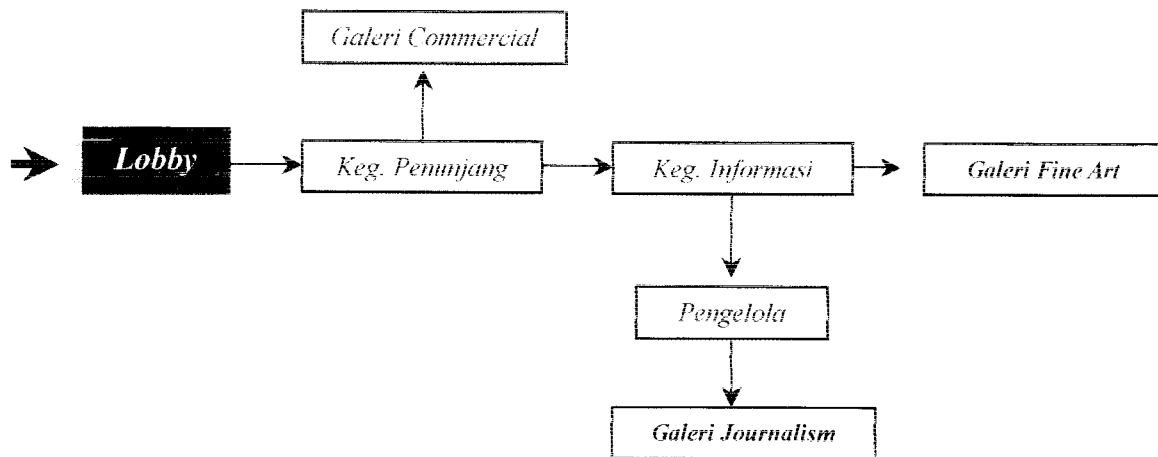 Galeri Commercial
Lobby
Keg. Penunjang
Keg. Informasi
Galeri Fine Art
Pengelola
Galeri Journalism